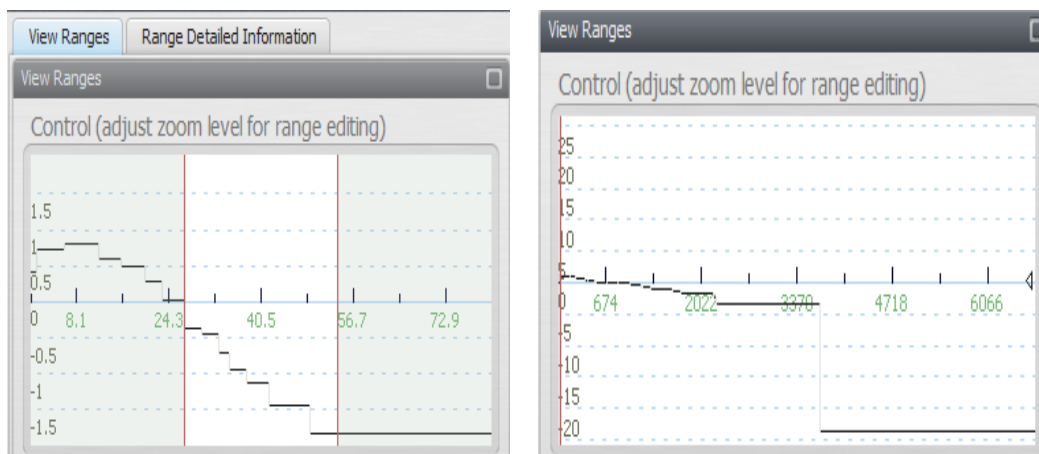 View Ranges Range Detailed Information
View Ranges
Control (adjust zoom level for range editing)
1.5
1
0.5
0 8.1 24.3 40.5 56.7 72.9
-0.5
-1
-1.5
View Ranges
Control (adjust zoom level for range editing)
25
20
15
10
5
0 674 2022 3370 4718 6066
-5
-10
-15
-20